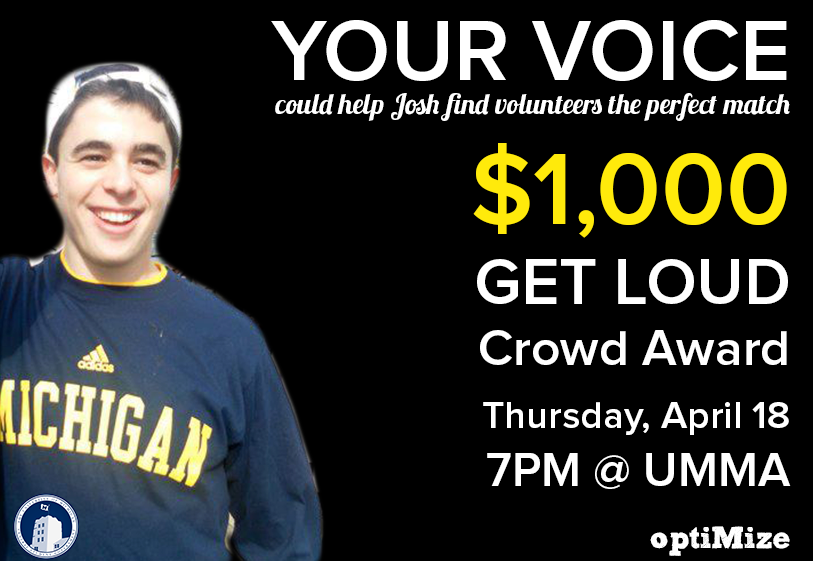 YOUR VOICE
could help Josh find volunteers the perfect match
$1,000
GET LOUD
Crowd Award
Thursday, April 18
7PM @ UMMA
adidas
MICHIGAN
optiMize